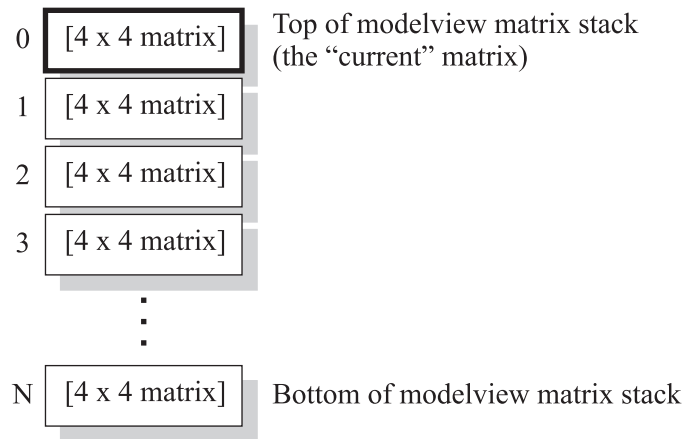 0 [4 x 4 matrix] Top of modelview matrix stack
(the “current” matrix)
1 [4 x 4 matrix]
2 [4 x 4 matrix]
3 [4 x 4 matrix]
N [4 x 4 matrix] Bottom of modelview matrix stack